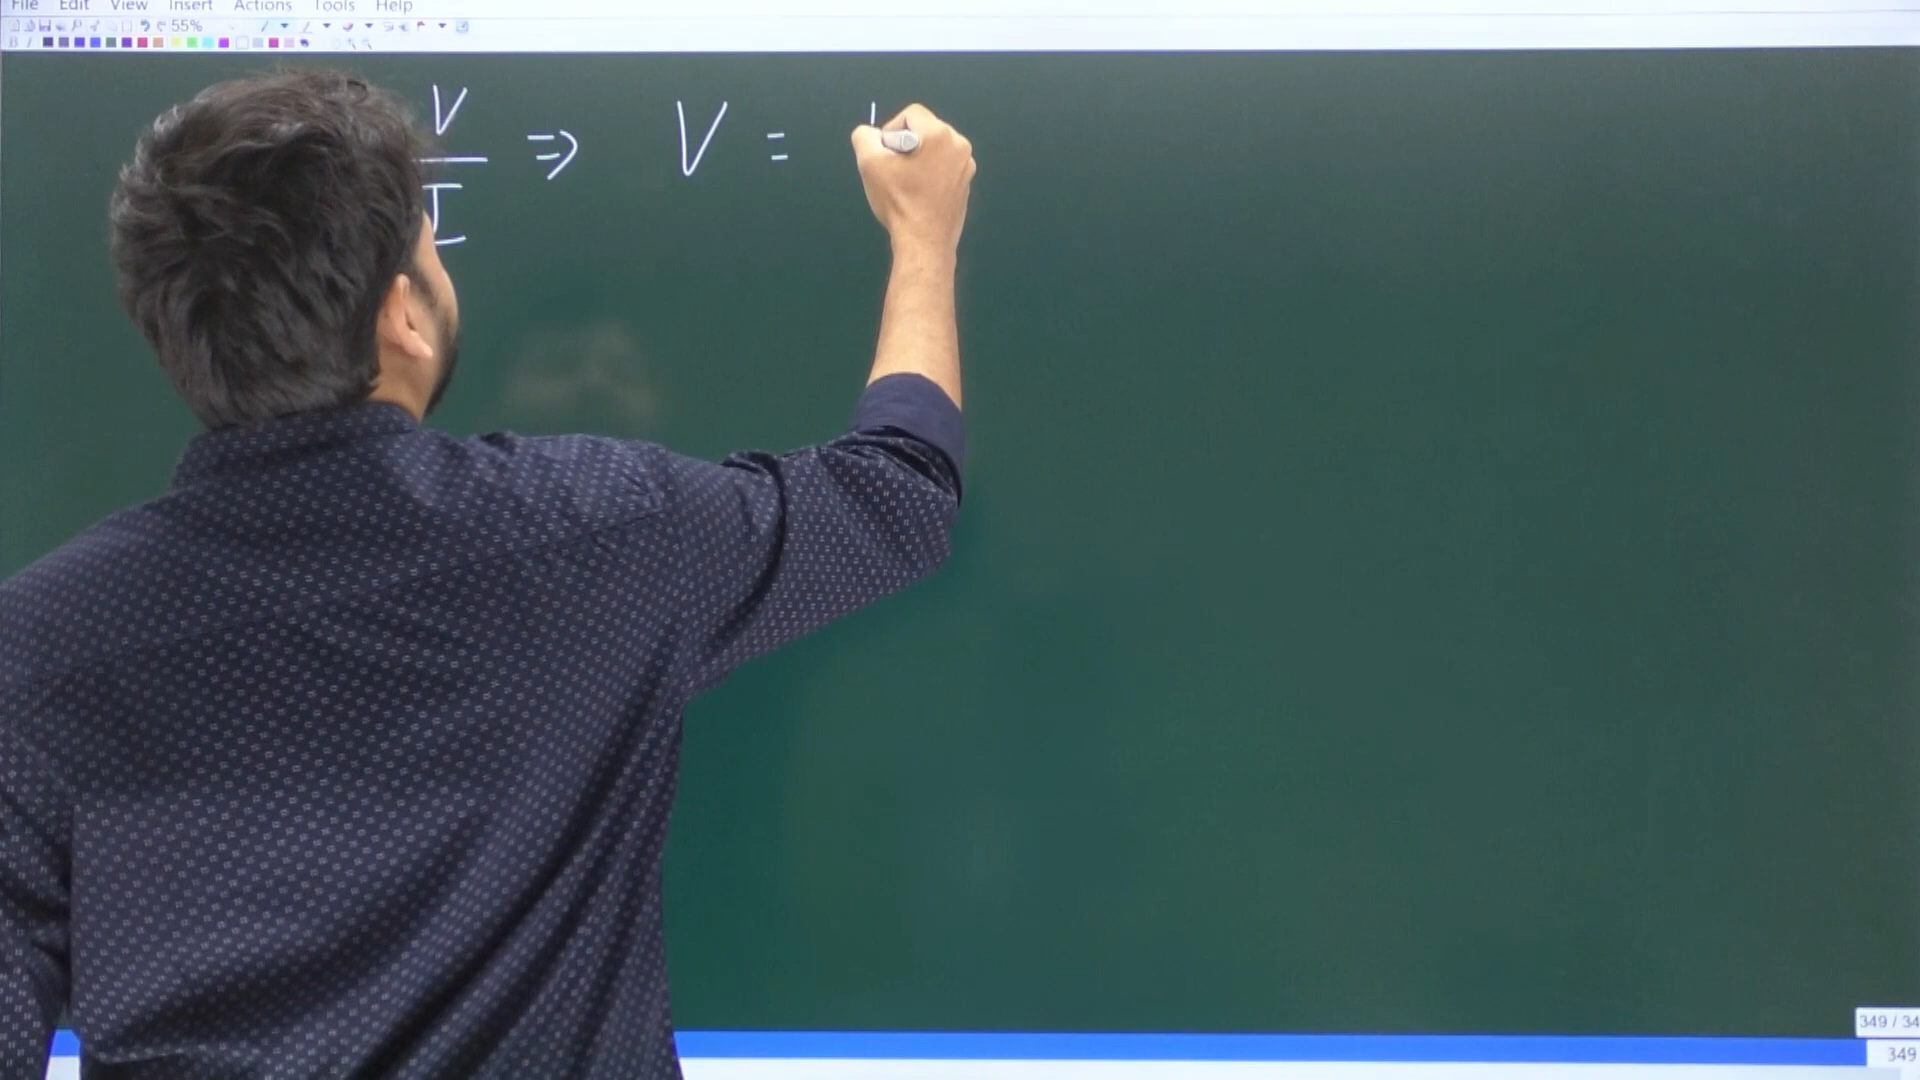 File Edit View Insert Actions Tools Help
55%
B I
V
— ⇒ V =
I
349 / 34
349